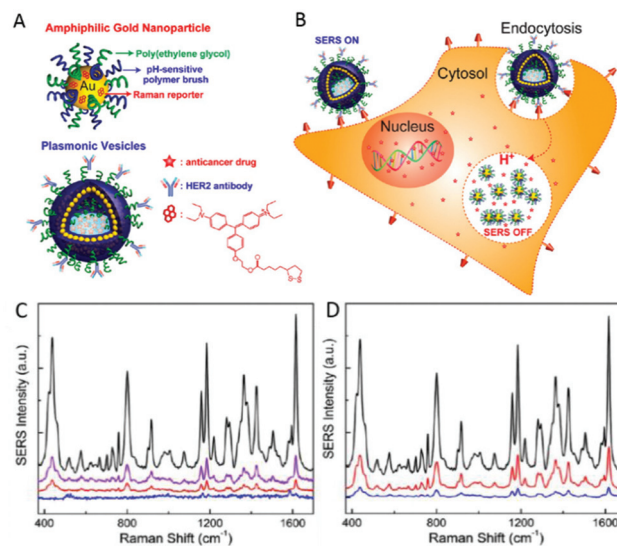 A
Amphiphilic Gold Nanoparticle
Poly(ethylene glycol)
pH-sensitive
polymer brush
Au
Raman reporter
Plasmonic Vesicles
: anticancer drug
: HER2 antibody
:
N
N
O
O
O
S
S
B
SERS ON
Endocytosis
Cytosol
Nucleus
H+
SERS OFF
C
SERS Intensity (a.u.)
400 800 1200 1600
Raman Shift (cm-1)
D
SERS Intensity (a.u.)
400 800 1200 1600
Raman Shift (cm-1)